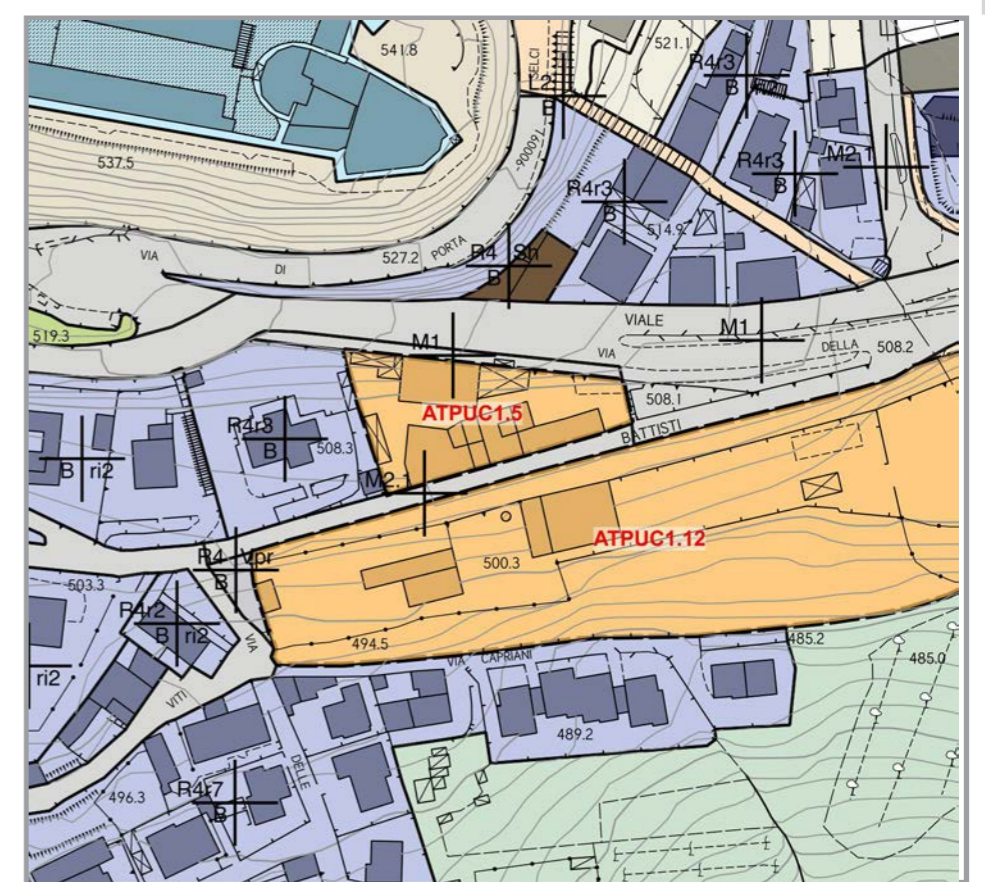 541.8
SELCI
521.1
R4r3
B
L2
B
-90009.7
537.5
R4r3
B
M2.1
R4r3
B
514.9
VIA
DI
PORTA
527.2
R4 Sn
B
519.3
VIALE
M1
M1
VIA
DELLA
508.2
ATPUC1.5
508.1
BATTISTI
R4r3
B
508.3
B ri2
M2.1
ATPUC1.12
500.3
R4 Vpr
B
503.3
R4r2
B ri2
VIA
494.5
485.2
VIA CAPRIANI
485.0
ri2
VITI
489.2
DELLE
496.3
R4r7
B